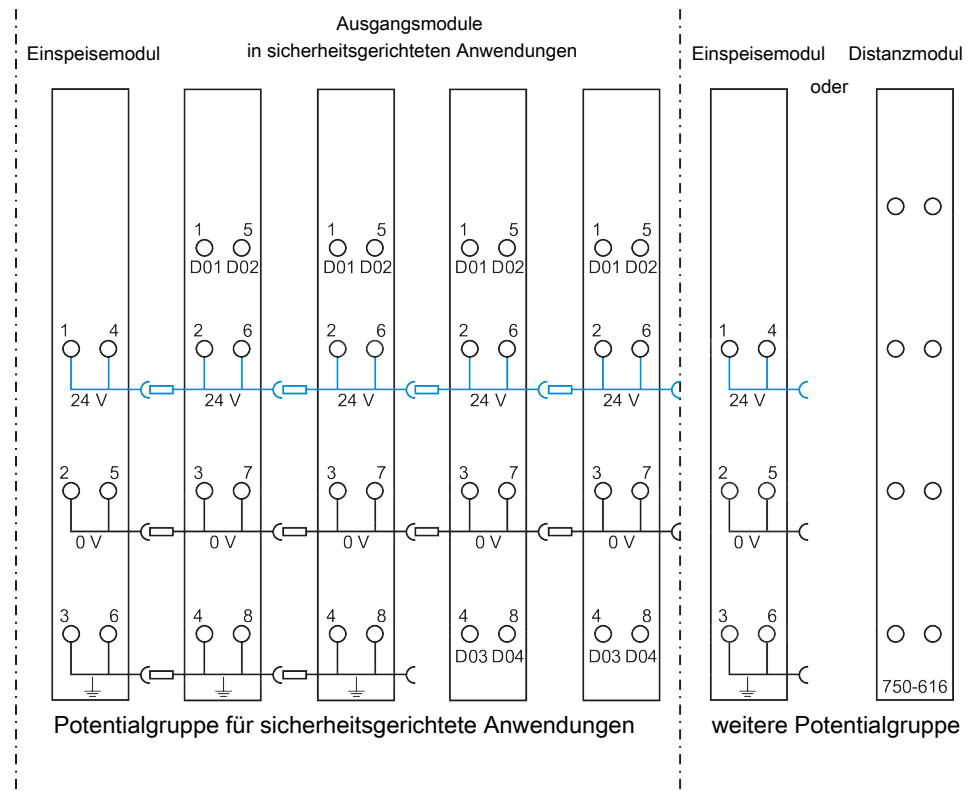 Ausgangsmodule
in sicherheitsgerichteten Anwendungen
Einspeisemodul
Einspeisemodul Distanzmodul
oder
1 5 1 5 1 5 1 5
D01 D02 D01 D02 D01 D02 D01 D02
1 4 2 6 2 6 2 6 2 6 1 4
24 V 24 V 24 V 24 V 24 V 24 V
2 5 3 7 3 7 3 7 3 7 2 5
0 V 0 V 0 V 0 V 0 V 0 V
3 6 4 8 4 8 4 8 4 8 3 6
D03 D04 D03 D04
750-616
Potentialgruppe für sicherheitsgerichtete Anwendungen
weitere Potentialgruppe